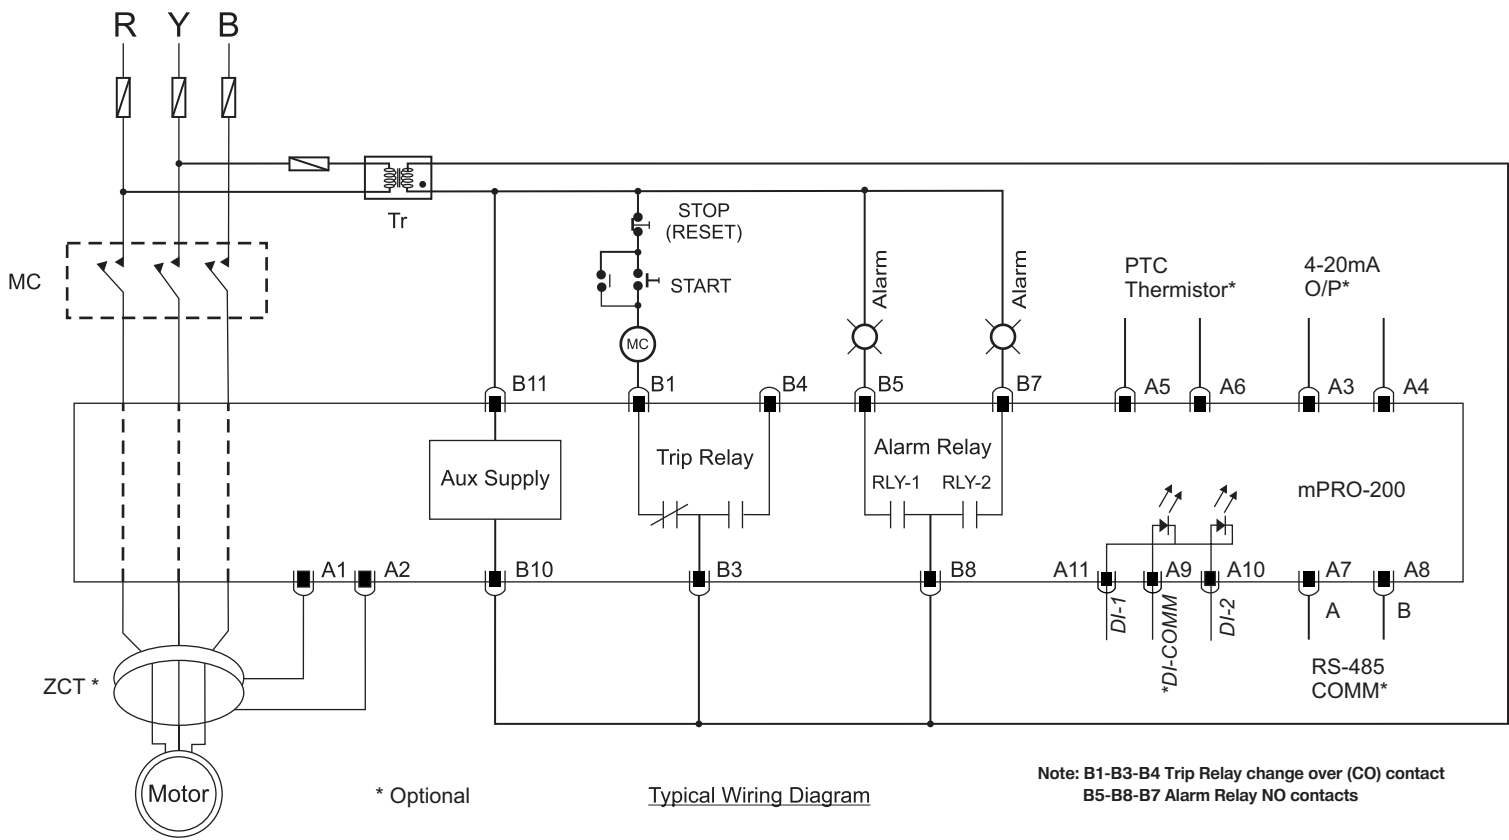 R Y B
Tr
STOP
(RESET)
START
MC
MC
Alarm
Alarm
PTC
Thermistor*
4-20mA
O/P*
B11
B1
B4
B5
B7
A5
A6
A3
A4
Aux Supply
Trip Relay
Alarm Relay
RLY-1
RLY-2
mPRO-200
A1
A2
B10
B3
B8
A11
A9
A10
A7
A8
DI-1
*DI-COMM
DI-2
A
B
RS-485
COMM*
ZCT *
Motor
* Optional
Typical Wiring Diagram
Note: B1-B3-B4 Trip Relay change over (CO) contact
B5-B8-B7 Alarm Relay NO contacts